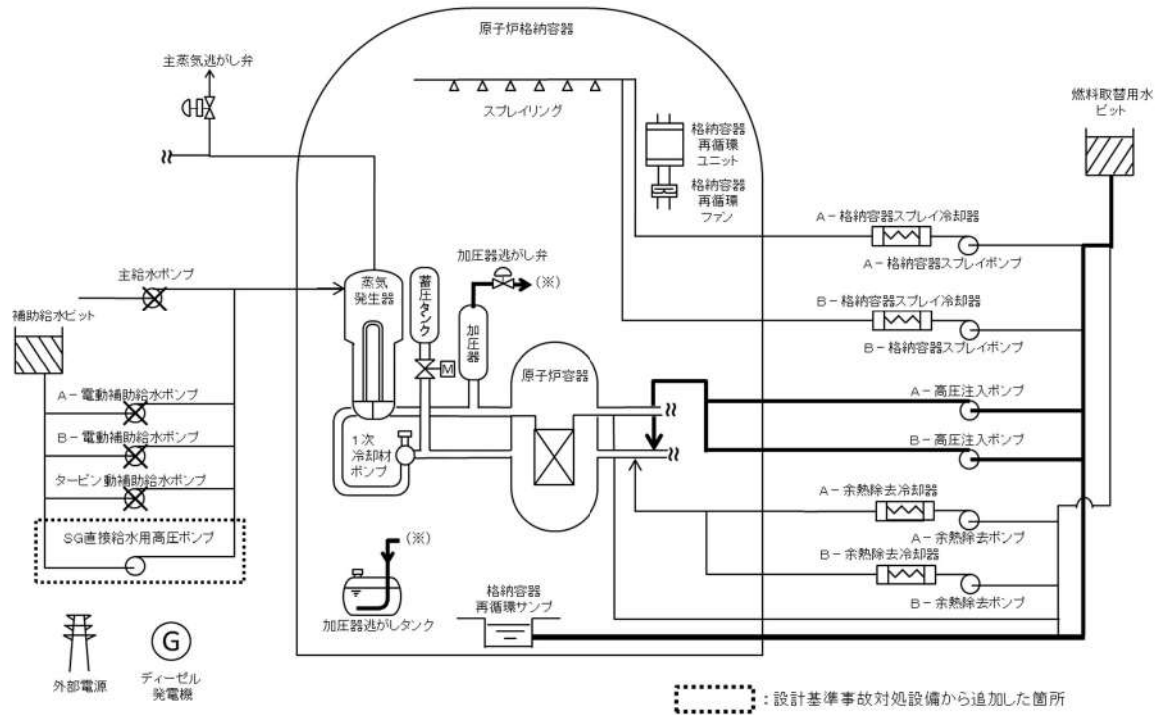 原子炉格納容器
主蒸気逃がし弁
スプレイリング
格納容器
再循環
ユニット
格納容器
再循環
ファン
燃料取替用水
ピット
A-格納容器スプレイ冷却器
A-格納容器スプレイポンプ
B-格納容器スプレイ冷却器
B-格納容器スプレイポンプ
加圧器逃がし弁
(※)
主給水ポンプ
蒸気
発生器
蓄圧タンク
加圧器
M
補助給水ピット
原子炉容器
A-電動補助給水ポンプ
B-電動補助給水ポンプ
タービン動補助給水ポンプ
SG直接給水用高圧ポンプ
1次
冷却材
ポンプ
A-高圧注入ポンプ
B-高圧注入ポンプ
A-余熱除去冷却器
A-余熱除去ポンプ
B-余熱除去冷却器
B-余熱除去ポンプ
(※)
加圧器逃がしタンク
格納容器
再循環サンプ
外部電源
G
ディーゼル
発電機
:設計基準事故対処設備から追加した箇所